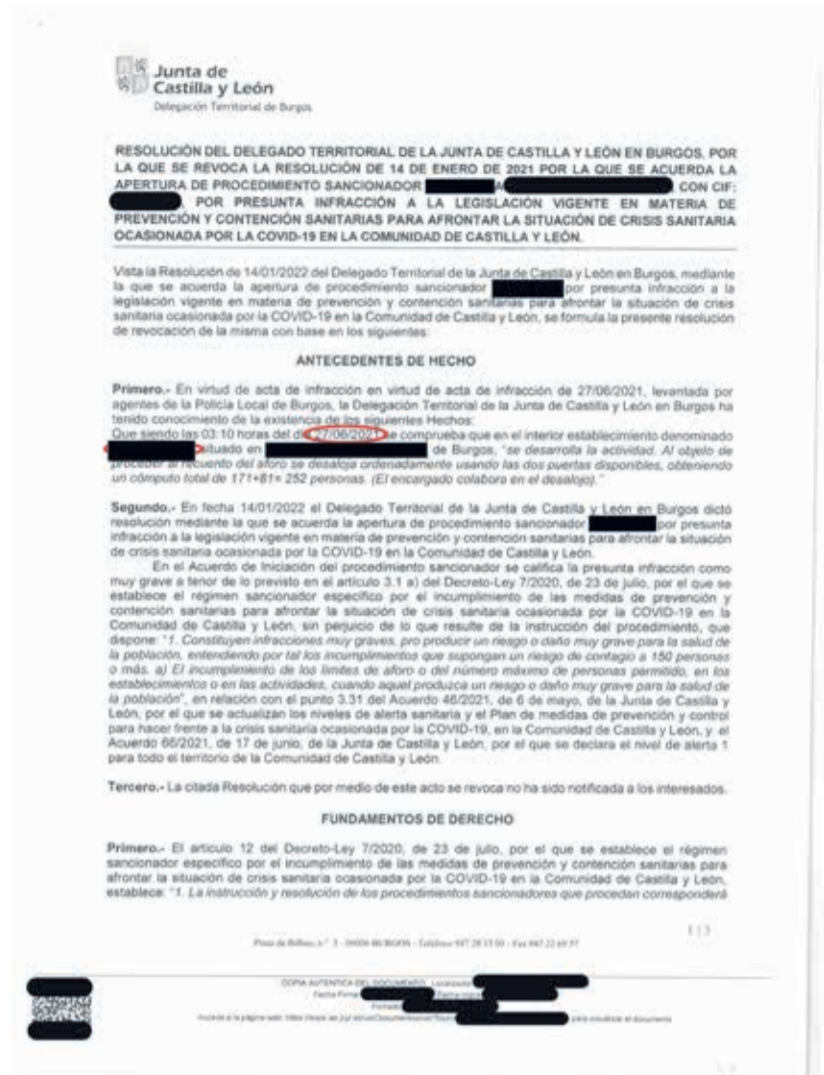 Junta de
Castilla y León
Delegación Territorial de Burgos
RESOLUCIÓN DEL DELEGADO TERRITORIAL DE LA JUNTA DE CASTILLA Y LEÓN EN BURGOS, POR
LA QUE SE REVOCA LA RESOLUCIÓN DE 14 DE ENERO DE 2021 POR LA QUE SE ACUERDA LA
APERTURA DE PROCEDIMIENTO SANCIONADOR A CON CIF:
, POR PRESUNTA INFRACCIÓN A LA LEGISLACIÓN VIGENTE EN MATERIA DE
PREVENCIÓN Y CONTENCIÓN SANITARIAS PARA AFRONTAR LA SITUACIÓN DE CRISIS SANITARIA
OCASIONADA POR LA COVID-19 EN LA COMUNIDAD DE CASTILLA Y LEÓN.
Vista la Resolución de 14/01/2022 del Delegado Territorial de la Junta de Castilla y León en Burgos, mediante
la que se acuerda la apertura de procedimiento sancionador por presunta infracción a la
legislación vigente en materia de prevención y contención sanitarias para afrontar la situación de crisis
sanitaria ocasionada por la COVID-19 en la Comunidad de Castilla y León, se formula la presente resolución
de revocación de la misma con base en los siguientes:
ANTECEDENTES DE HECHO
Primero.- En virtud de acta de infracción en virtud de acta de infracción de 27/06/2021, levantada por
agentes de la Policía Local de Burgos, la Delegación Territorial de la Junta de Castilla y León en Burgos ha
tenido conocimiento de la existencia de los siguientes Hechos:
Que siendo las 03:10 horas del día 27/06/2021 se comprueba que en el interior establecimiento denominado
situado en de Burgos, "se desarrolla la actividad. Al objeto de
proceder al recuento del aforo se desaloja ordenadamente usando las dos puertas disponibles, obteniendo
un cómputo total de 171+81= 252 personas. (El encargado colabora en el desalojo)."
Segundo.- En fecha 14/01/2022 el Delegado Territorial de la Junta de Castilla y León en Burgos dictó
resolución mediante la que se acuerda la apertura de procedimiento sancionador por presunta
infracción a la legislación vigente en materia de prevención y contención sanitarias para afrontar la situación
de crisis sanitaria ocasionada por la COVID-19 en la Comunidad de Castilla y León.
En el Acuerdo de Iniciación del procedimiento sancionador se califica la presunta infracción como
muy grave a tenor de lo previsto en el artículo 3.1 a) del Decreto-Ley 7/2020, de 23 de julio, por el que se
establece el régimen sancionador específico por el incumplimiento de las medidas de prevención y
contención sanitarias para afrontar la situación de crisis sanitaria ocasionada por la COVID-19 en la
Comunidad de Castilla y León, sin perjuicio de lo que resulte de la instrucción del procedimiento, que
dispone: "1. Constituyen infracciones muy graves, pro producir un riesgo o daño muy grave para la salud de
la población, entendiendo por tal los incumplimientos que supongan un riesgo de contagio a 150 personas
o más. a) El incumplimiento de los límites de aforo o del número máximo de personas permitido, en los
establecimientos o en las actividades, cuando aquel produzca un riesgo o daño muy grave para la salud de
la población", en relación con el punto 3.31 del Acuerdo 46/2021, de 6 de mayo, de la Junta de Castilla y
León, por el que se actualizan los niveles de alerta sanitaria y el Plan de medidas de prevención y control
para hacer frente a la crisis sanitaria ocasionada por la COVID-19, en la Comunidad de Castilla y León, y el
Acuerdo 66/2021, de 17 de junio, de la Junta de Castilla y León, por el que se declara el nivel de alerta 1
para todo el territorio de la Comunidad de Castilla y León.
Tercero.- La citada Resolución que por medio de este acto se revoca no ha sido notificada a los interesados.
FUNDAMENTOS DE DERECHO
Primero.- El artículo 12 del Decreto-Ley 7/2020, de 23 de julio, por el que se establece el régimen
sancionador específico por el incumplimiento de las medidas de prevención y contención sanitarias para
afrontar la situación de crisis sanitaria ocasionada por la COVID-19 en la Comunidad de Castilla y León,
establece: "1. La instrucción y resolución de los procedimientos sancionadores que procedan corresponderá
1 | 3
Plaza de Bilbao, n.º 3 - 09006 BURGOS - Teléfono 947 28 15 00 - Fax 947 22 69 57
COPIA AUTENTICA DEL DOCUMENTO
Fecha Firma:
Acceda a la página web: para visualizar el documento